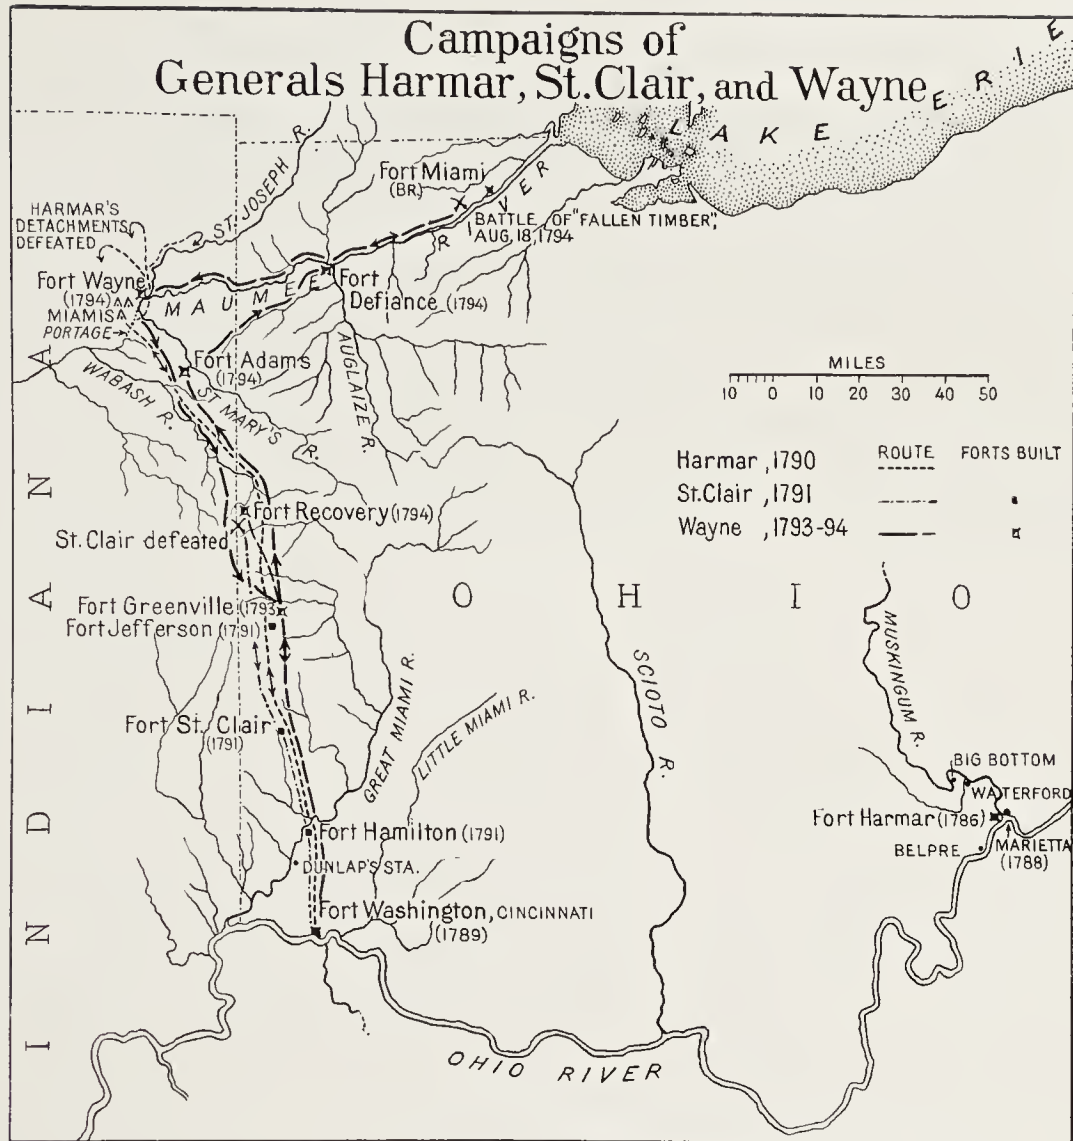 Campaigns of
Generals Harmar, St. Clair, and Wayne
LAKE ERIE
ST. JOSEPH R.
Fort Miami
(BR.)
HARMAR'S
DETACHMENTS
DEFEATED
BATTLE OF "FALLEN TIMBER",
AUG. 18, 1794
Fort Wayne
(1794)
MIAMIS
PORTAGE
MAUMEE
RIVER
Fort
Defiance (1794)
Fort Adams
(1794)
WABASH R.
ST MARY'S R.
AUGLAIZE R.
MILES
10 0 10 20 30 40 50
ROUTE FORTS BUILT
Harmar, 1790
St. Clair, 1791
Wayne, 1793-94
Fort Recovery (1794)
St. Clair defeated
Fort Greenville (1793
Fort Jefferson (1791)
OHIO
INDIANA
Fort St. Clair
(1791)
GREAT MIAMI R.
LITTLE MIAMI R.
SCIOTO R.
MUSKINGUM R.
BIG BOTTOM
WATERFORD
Fort Harmar (1786)
MARIETTA
(1788)
BELPRE
Fort Hamilton (1791)
DUNLAP'S STA.
Fort Washington, CINCINNATI
(1789)
OHIO RIVER